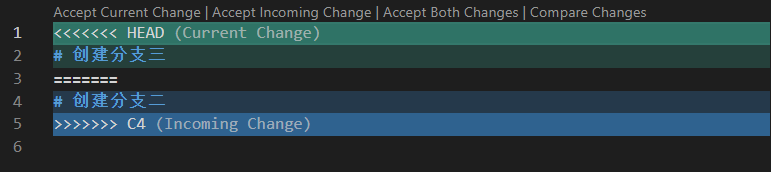 Accept Current Change | Accept Incoming Change | Accept Both Changes | Compare Changes
1 <<<<<<< HEAD (Current Change)
2 # 创建分支三
3 =======
4 # 创建分支二
5 >>>>>>> C4 (Incoming Change)
6